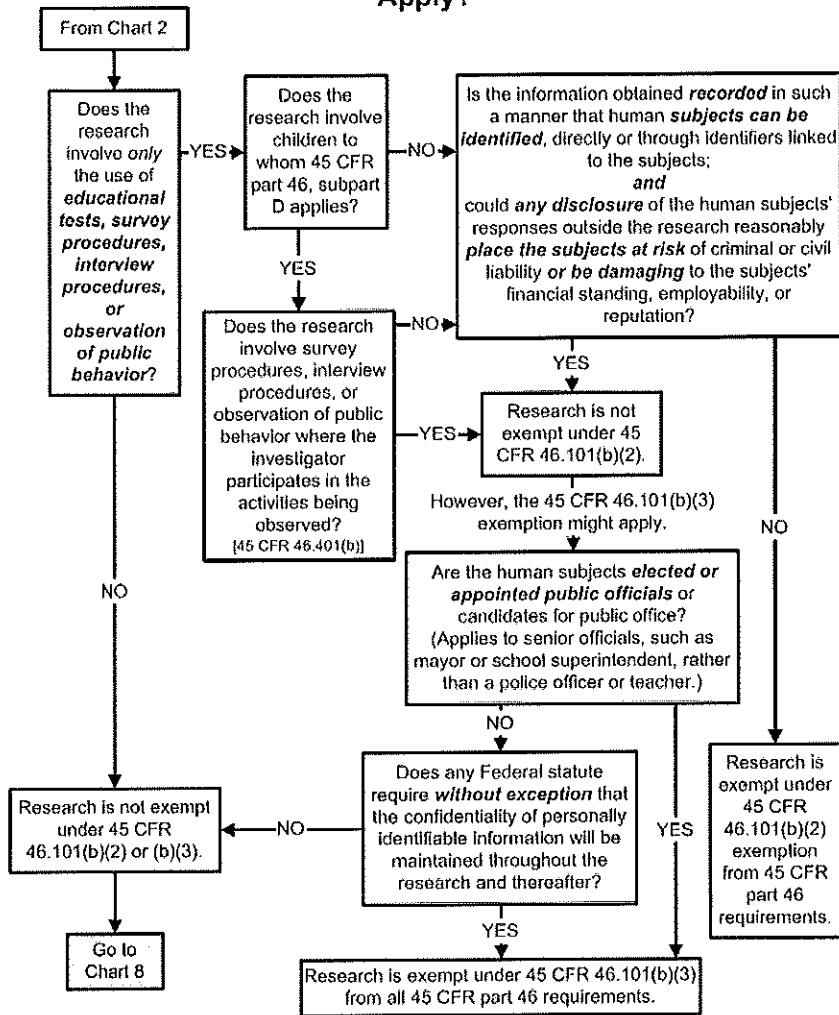 Apply?
From Chart 2
Does the
research
involve only
the use of
educational
tests, survey
procedures,
interview
procedures,
or
observation
of public
behavior?
YES
Does the
research involve
children to
whom 45 CFR
part 46, subpart
D applies?
NO
Is the information obtained recorded in such
a manner that human subjects can be
identified, directly or through identifiers linked
to the subjects;
and
could any disclosure of the human subjects'
responses outside the research reasonably
place the subjects at risk of criminal or civil
liability or be damaging to the subjects'
financial standing, employability, or
reputation?
YES
Does the research
involve survey
procedures, interview
procedures, or
observation of public
behavior where the
investigator
participates in the
activities being
observed?
[45 CFR 46.401(b)]
NO
YES
YES
Research is not
exempt under 45
CFR 46.101(b)(2).
However, the 45 CFR 46.101(b)(3)
exemption might apply.
NO
NO
Are the human subjects elected or
appointed public officials or
candidates for public office?
(Applies to senior officials, such as
mayor or school superintendent, rather
than a police officer or teacher.)
NO
YES
Does any Federal statute
require without exception that
the confidentiality of personally
identifiable information will be
maintained throughout the
research and thereafter?
NO
Research is not exempt
under 45 CFR
46.101(b)(2) or (b)(3).
Research is
exempt under
45 CFR
46.101(b)(2)
exemption
from 45 CFR
part 46
requirements.
YES
Go to
Chart 8
Research is exempt under 45 CFR 46.101(b)(3)
from all 45 CFR part 46 requirements.